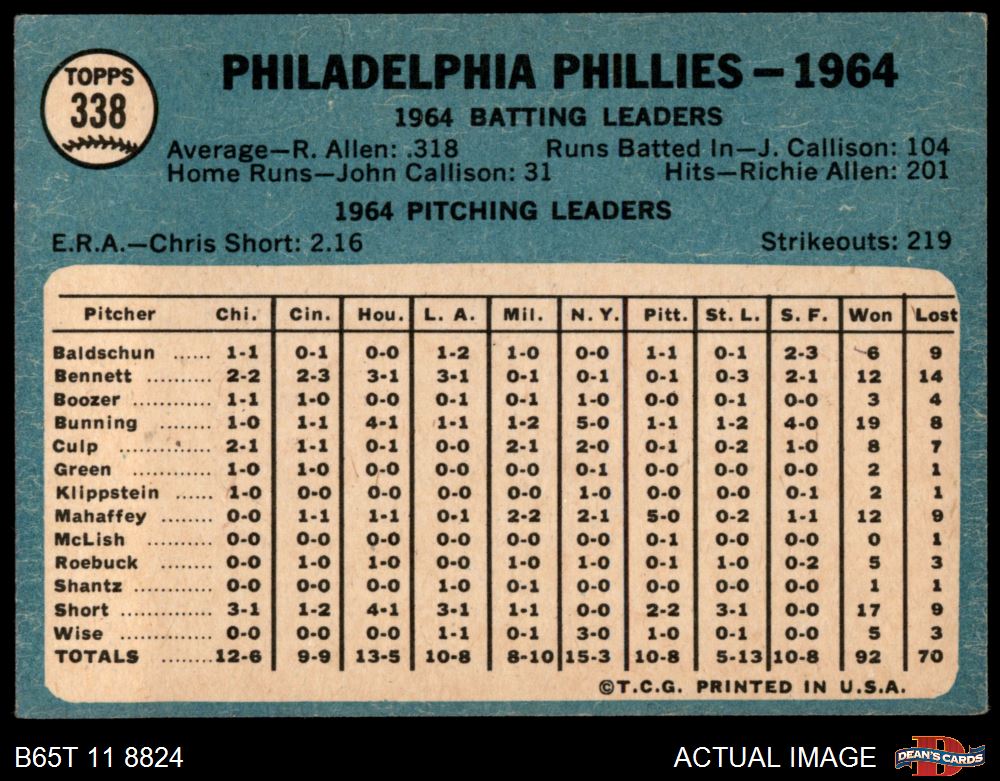 TOPPS
338
PHILADELPHIA PHILLIES—1964
1964 BATTING LEADERS
Average—R. Allen: .318 Runs Batted In—J. Callison: 104
Home Runs—John Callison: 31 Hits—Richie Allen: 201
1964 PITCHING LEADERS
E.R.A.—Chris Short: 2.16 Strikeouts: 219
Pitcher Chi. Cin. Hou. L. A. Mil. N. Y. Pitt. St. L. S. F. Won Lost
Baldschun ...... 1-1 0-1 0-0 1-2 1-0 0-0 1-1 0-1 2-3 6 9
Bennett .......... 2-2 2-3 3-1 3-1 0-1 0-1 0-1 0-3 2-1 12 14
Boozer ............ 1-1 1-0 0-0 0-1 0-1 1-0 0-0 0-1 0-0 3 4
Bunning .......... 1-0 1-1 4-1 1-1 1-2 5-0 1-1 1-2 4-0 19 8
Culp ............... 2-1 1-1 0-1 0-0 2-1 2-0 0-1 0-2 1-0 8 7
Green ............. 1-0 1-0 0-0 0-0 0-0 0-1 0-0 0-0 0-0 2 1
Klippstein ...... 1-0 0-0 0-0 0-0 0-0 1-0 0-0 0-0 0-1 2 1
Mahaffey ........ 0-0 1-1 1-1 0-1 2-2 2-1 5-0 0-2 1-1 12 9
McLish ........... 0-0 0-0 0-0 0-0 0-0 0-0 0-1 0-0 0-0 0 1
Roebuck ......... 0-0 1-0 1-0 0-0 1-0 1-0 0-1 1-0 0-2 5 3
Shantz ............ 0-0 0-0 0-0 1-0 0-1 0-0 0-0 0-0 0-0 1 1
Short .............. 3-1 1-2 4-1 3-1 1-1 0-0 2-2 3-1 0-0 17 9
Wise ............... 0-0 0-0 0-0 1-1 0-1 3-0 1-0 0-1 0-0 5 3
TOTALS ........ 12-6 9-9 13-5 10-8 8-10 15-3 10-8 5-13 10-8 92 70
©T.C.G. PRINTED IN U.S.A.
B65T 11 8824 ACTUAL IMAGE
DEAN'S CARDS